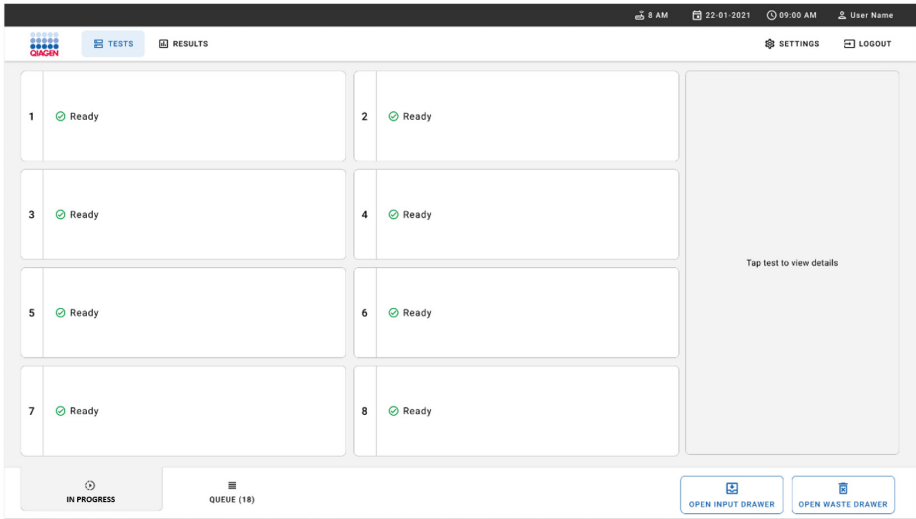 8 AM 22-01-2021 09:00 AM User Name
QIAGEN TESTS RESULTS SETTINGS LOGOUT
1 Ready
2 Ready
3 Ready
4 Ready
Tap test to view details
5 Ready
6 Ready
7 Ready
8 Ready
IN PROGRESS
QUEUE (18)
OPEN INPUT DRAWER
OPEN WASTE DRAWER